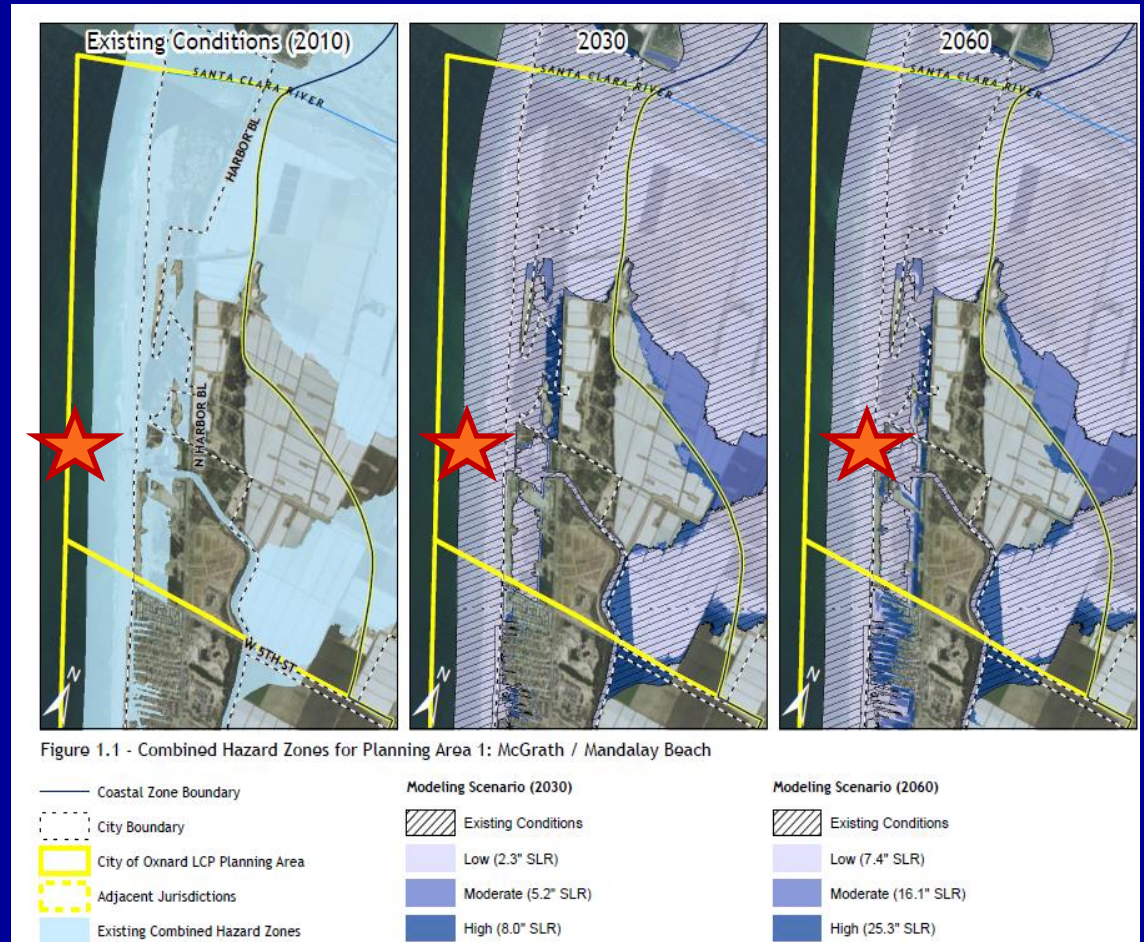 Existing Conditions (2010)
2030
2060
SANTA CLARA RIVER
SANTA CLARA RIVER
SANTA CLARA RIVER
HARBOR BL
N HARBOR BL
W 5TH ST
N
N
N
Figure 1.1 - Combined Hazard Zones for Planning Area 1: McGrath / Mandalay Beach
Coastal Zone Boundary
City Boundary
City of Oxnard LCP Planning Area
Adjacent Jurisdictions
Existing Combined Hazard Zones
Modeling Scenario (2030)
Existing Conditions
Low (2.3" SLR)
Moderate (5.2" SLR)
High (8.0" SLR)
Modeling Scenario (2060)
Existing Conditions
Low (7.4" SLR)
Moderate (16.1" SLR)
High (25.3" SLR)